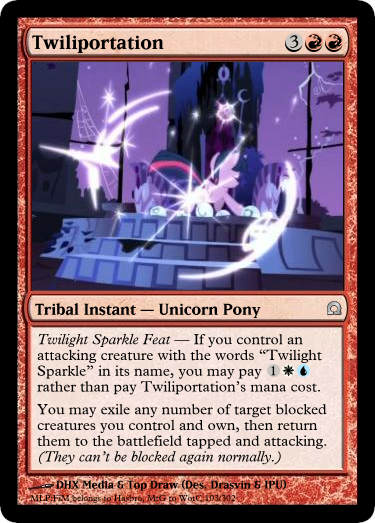 Twiliportation 3
Tribal Instant — Unicorn Pony
Twilight Sparkle Feat — If you control an
attacking creature with the words “Twilight
Sparkle” in its name, you may pay 1
rather than pay Twiliportation's mana cost.
You may exile any number of target blocked
creatures you control and own, then return
them to the battlefield tapped and attacking.
(They can't be blocked again normally.)
DHX Media & Top Draw (Des, Drasvin & IPU)
MLP:FiM belongs to Hasbro, MtG to WotC, 193/302